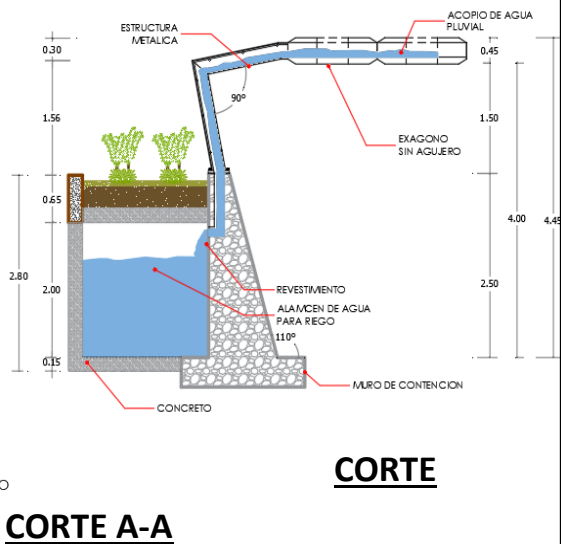 ESTRUCTURA
METALICA
ACOPIO DE AGUA
PLUVIAL
0.30
0.45
90º
EXAGONO
SIN AGUJERO
1.56
1.50
0.65
4.00
4.45
2.80
2.00
2.50
REVESTIMIENTO
ALAMCEN DE AGUA
PARA RIEGO
110º
0.15
MURO DE CONTENCION
CONCRETO
CORTE
O
CORTE A-A